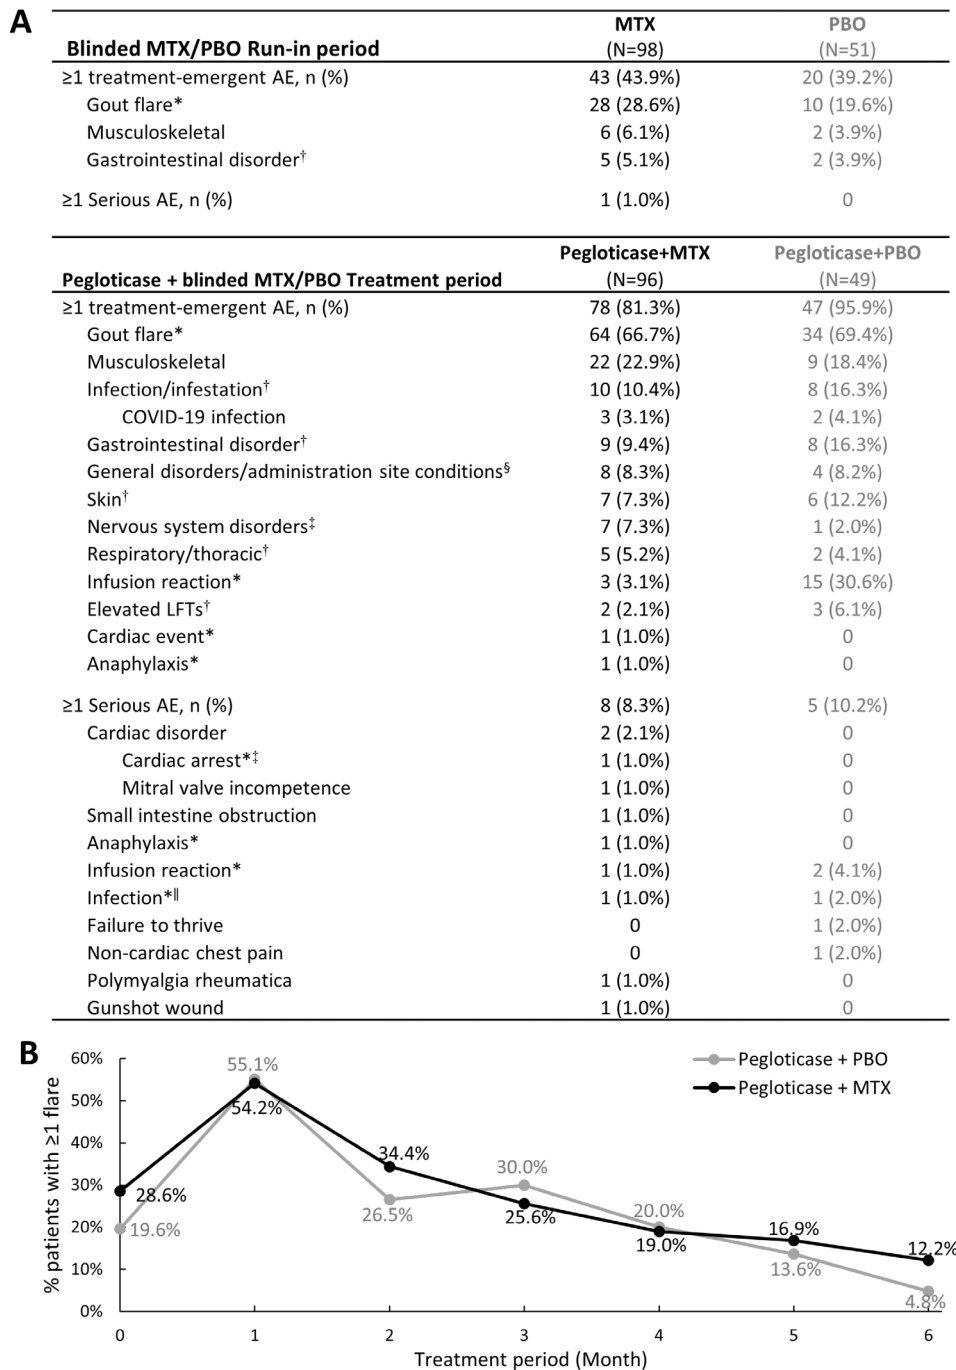 A
MTX PBO
Blinded MTX/PBO Run-in period (N=98) (N=51)
≥1 treatment-emergent AE, n (%) 43 (43.9%) 20 (39.2%)
Gout flare* 28 (28.6%) 10 (19.6%)
Musculoskeletal 6 (6.1%) 2 (3.9%)
Gastrointestinal disorder† 5 (5.1%) 2 (3.9%)
≥1 Serious AE, n (%) 1 (1.0%) 0
Pegloticase+MTX Pegloticase+PBO
Pegloticase + blinded MTX/PBO Treatment period (N=96) (N=49)
≥1 treatment-emergent AE, n (%) 78 (81.3%) 47 (95.9%)
Gout flare* 64 (66.7%) 34 (69.4%)
Musculoskeletal 22 (22.9%) 9 (18.4%)
Infection/infestation† 10 (10.4%) 8 (16.3%)
COVID-19 infection 3 (3.1%) 2 (4.1%)
Gastrointestinal disorder† 9 (9.4%) 8 (16.3%)
General disorders/administration site conditions§ 8 (8.3%) 4 (8.2%)
Skin† 7 (7.3%) 6 (12.2%)
Nervous system disorders‡ 7 (7.3%) 1 (2.0%)
Respiratory/thoracic† 5 (5.2%) 2 (4.1%)
Infusion reaction* 3 (3.1%) 15 (30.6%)
Elevated LFTs† 2 (2.1%) 3 (6.1%)
Cardiac event* 1 (1.0%) 0
Anaphylaxis* 1 (1.0%) 0
≥1 Serious AE, n (%) 8 (8.3%) 5 (10.2%)
Cardiac disorder 2 (2.1%) 0
Cardiac arrest*‡ 1 (1.0%) 0
Mitral valve incompetence 1 (1.0%) 0
Small intestine obstruction 1 (1.0%) 0
Anaphylaxis* 1 (1.0%) 0
Infusion reaction* 1 (1.0%) 2 (4.1%)
Infection*‖ 1 (1.0%) 1 (2.0%)
Failure to thrive 0 1 (2.0%)
Non-cardiac chest pain 0 1 (2.0%)
Polymyalgia rheumatica 1 (1.0%) 0
Gunshot wound 1 (1.0%) 0
B
% patients with ≥1 flare
60%
50%
40%
30%
20%
10%
0%
Pegloticase + PBO
Pegloticase + MTX
55.1%
54.2%
34.4%
30.0%
28.6%
19.6%
26.5%
25.6%
20.0%
19.0%
16.9%
13.6%
12.2%
4.8%
0 1 2 3 4 5 6
Treatment period (Month)